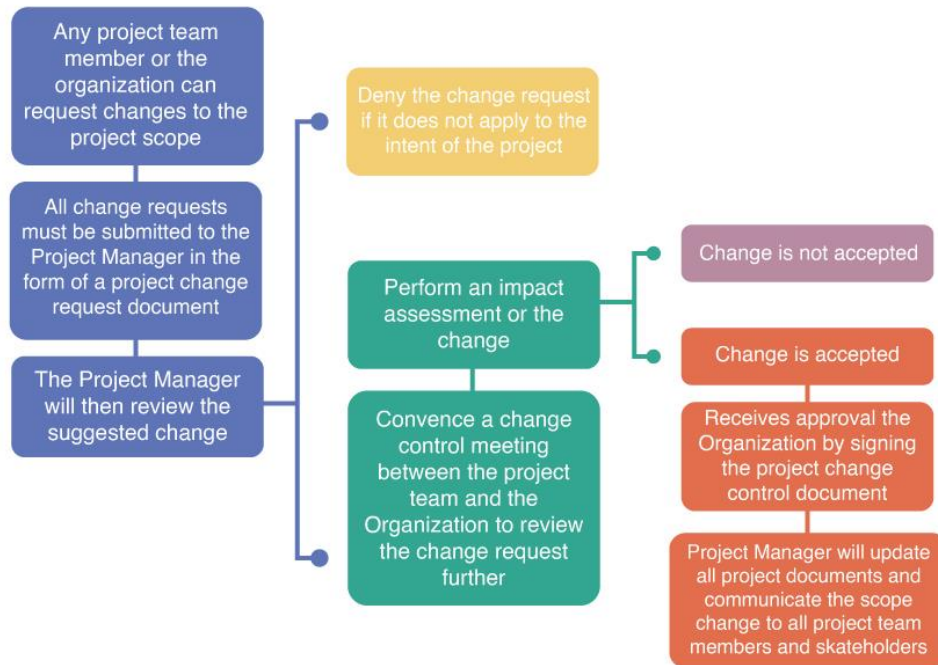 Any project team
member or the
organization can
request changes to the
project scope
All change requests
must be submitted to the
Project Manager in the
form of a project change
request document
The Project Manager
will then review the
suggested change
Deny the change request
if it does not apply to the
intent of the project
Perform an impact
assessment or the
change
Convence a change
control meeting
between the project
team and the
Organization to review
the change request
further
Change is not accepted
Change is accepted
Receives approval the
Organization by signing
the project change
control document
Project Manager will update
all project documents and
communicate the scope
change to all project team
members and skateholders